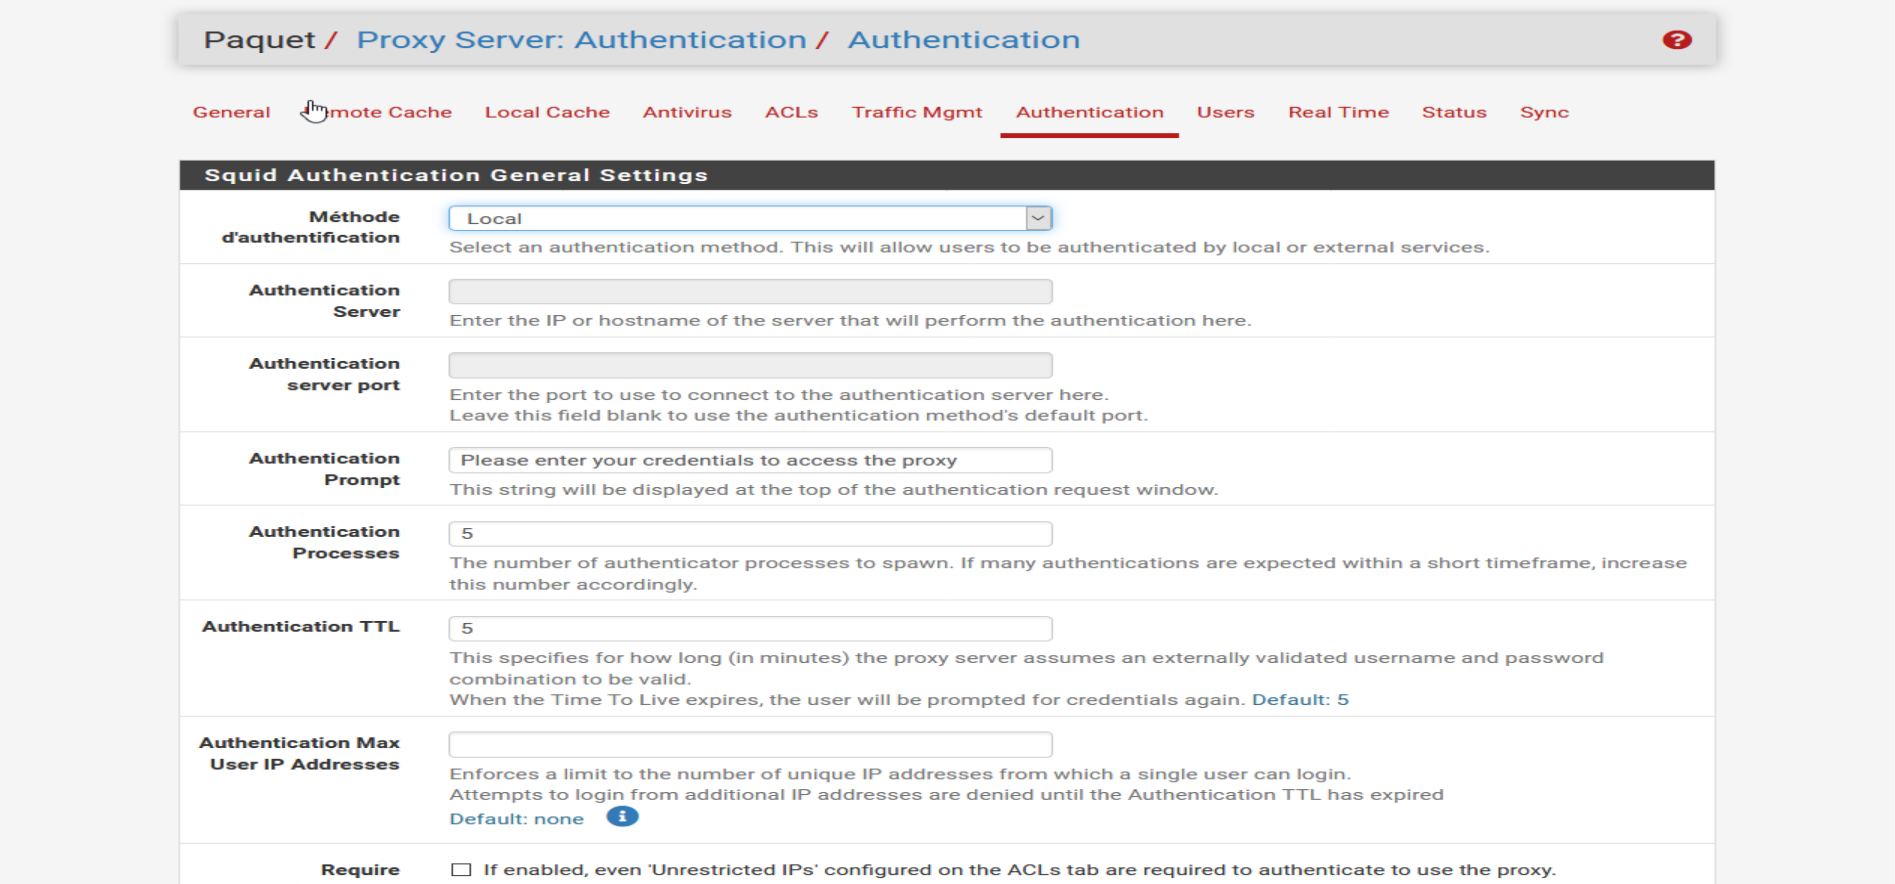 Paquet / Proxy Server: Authentication / Authentication
General mote Cache Local Cache Antivirus ACLs Traffic Mgmt Authentication Users Real Time Status Sync
Squid Authentication General Settings
Méthode
d'authentification
Local
Select an authentication method. This will allow users to be authenticated by local or external services.
Authentication
Server
Enter the IP or hostname of the server that will perform the authentication here.
Authentication
server port
Enter the port to use to connect to the authentication server here.
Leave this field blank to use the authentication method's default port.
Authentication
Prompt
Please enter your credentials to access the proxy
This string will be displayed at the top of the authentication request window.
Authentication
Processes
5
The number of authenticator processes to spawn. If many authentications are expected within a short timeframe, increase
this number accordingly.
Authentication TTL
5
This specifies for how long (in minutes) the proxy server assumes an externally validated username and password
combination to be valid.
When the Time To Live expires, the user will be prompted for credentials again. Default: 5
Authentication Max
User IP Addresses
Enforces a limit to the number of unique IP addresses from which a single user can login.
Attempts to login from additional IP addresses are denied until the Authentication TTL has expired
Default: none
Require
If enabled, even 'Unrestricted IPs' configured on the ACLs tab are required to authenticate to use the proxy.